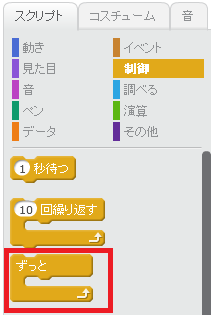 スクリプト コスチューム 音
動き イベント
見た目 制御
音 調べる
ペン 演算
データ その他
1 秒待つ
10 回繰り返す
ずっと